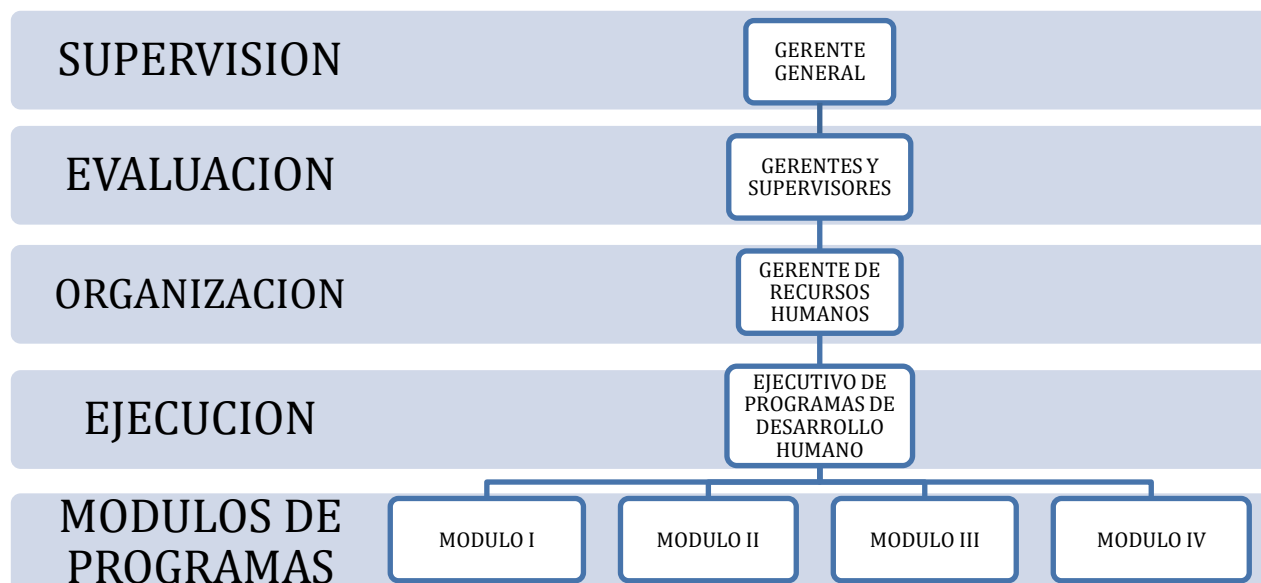 SUPERVISION
GERENTE
GENERAL
EVALUACION
GERENTES Y
SUPERVISORES
ORGANIZACION
GERENTE DE
RECURSOS
HUMANOS
EJECUCION
EJECUTIVO DE
PROGRAMAS DE
DESARROLLO
HUMANO
MODULOS DE
PROGRAMAS
MODULO I
MODULO II
MODULO III
MODULO IV